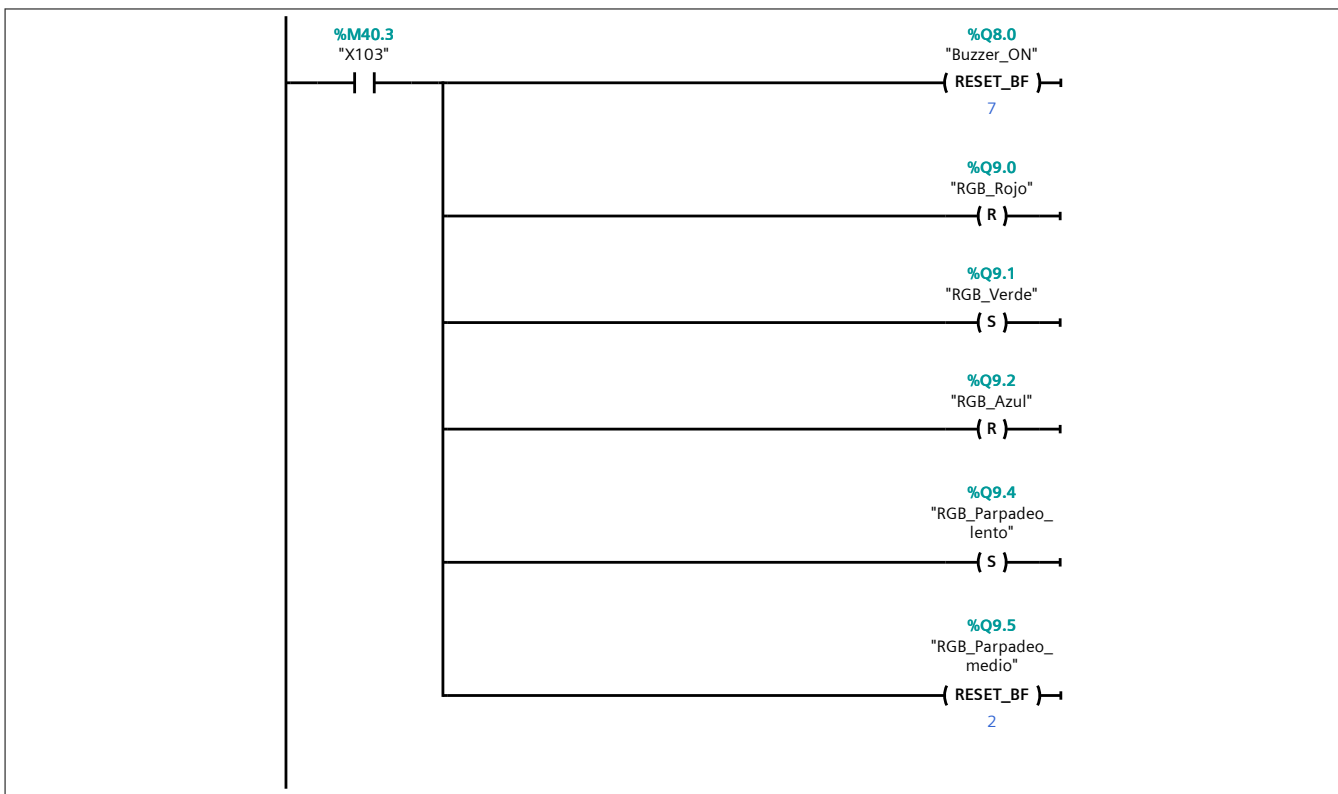 %M40.3
"X103"
%Q8.0
"Buzzer_ON"
RESET_BF
7
%Q9.0
"RGB_Rojo"
R
%Q9.1
"RGB_Verde"
S
%Q9.2
"RGB_Azul"
R
%Q9.4
"RGB_Parpadeo_
lento"
S
%Q9.5
"RGB_Parpadeo_
medio"
RESET_BF
2